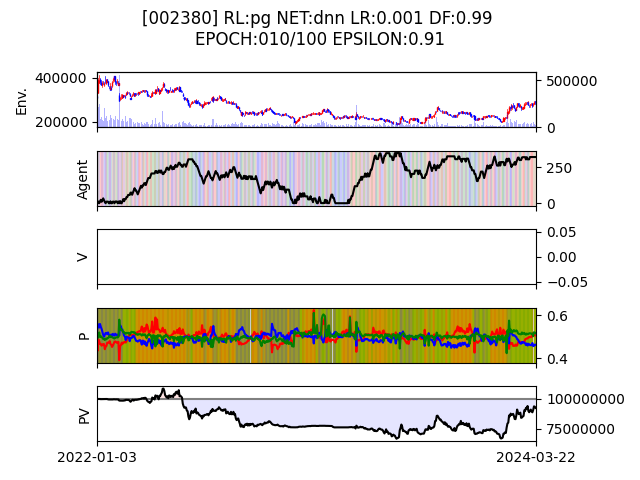 [002380] RL:pg NET:dnn LR:0.001 DF:0.99
EPOCH:010/100 EPSILON:0.91
Env.
400000
200000
500000
0
Agent
250
0
V
0.05
0.00
−0.05
P
0.6
0.4
PV
100000000
75000000
2022-01-03
2024-03-22